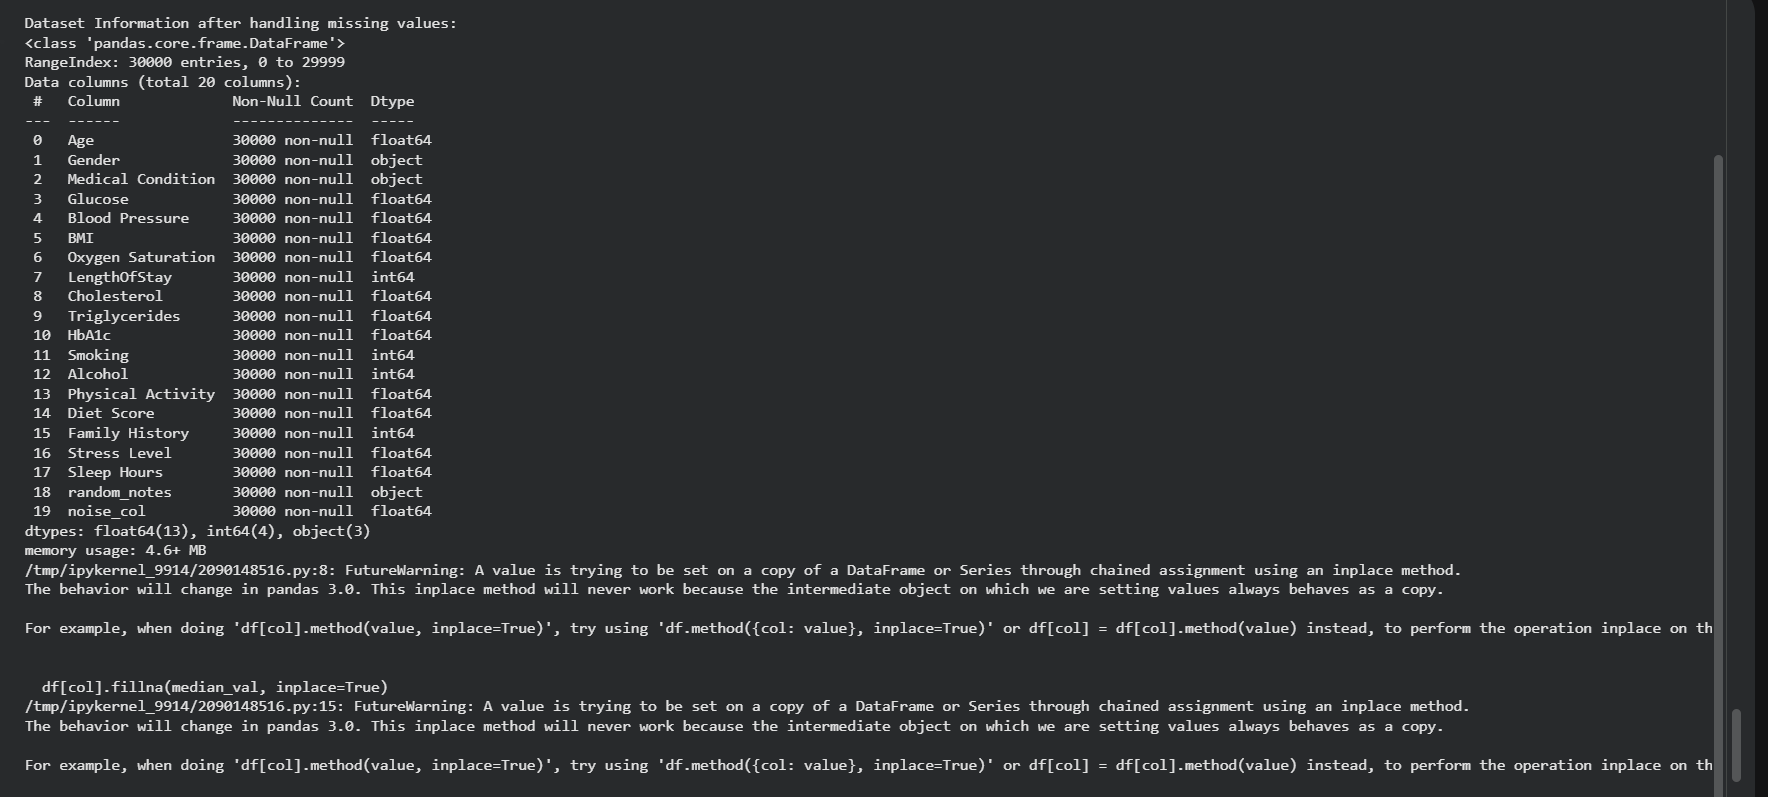 Dataset Information after handling missing values:
<class 'pandas.core.frame.DataFrame'>
RangeIndex: 30000 entries, 0 to 29999
Data columns (total 20 columns):
 #   Column             Non-Null Count  Dtype
---  ------             --------------  -----
 0   Age                30000 non-null  float64
 1   Gender             30000 non-null  object
 2   Medical Condition  30000 non-null  object
 3   Glucose            30000 non-null  float64
 4   Blood Pressure     30000 non-null  float64
 5   BMI                30000 non-null  float64
 6   Oxygen Saturation  30000 non-null  float64
 7   LengthOfStay       30000 non-null  int64
 8   Cholesterol        30000 non-null  float64
 9   Triglycerides      30000 non-null  float64
 10  HbA1c              30000 non-null  float64
 11  Smoking            30000 non-null  int64
 12  Alcohol            30000 non-null  int64
 13  Physical Activity  30000 non-null  float64
 14  Diet Score         30000 non-null  float64
 15  Family History     30000 non-null  int64
 16  Stress Level       30000 non-null  float64
 17  Sleep Hours        30000 non-null  float64
 18  random_notes       30000 non-null  object
 19  noise_col          30000 non-null  float64
dtypes: float64(13), int64(4), object(3)
memory usage: 4.6+ MB
/tmp/ipykernel_9914/2090148516.py:8: FutureWarning: A value is trying to be set on a copy of a DataFrame or Series through chained assignment using an inplace method.
The behavior will change in pandas 3.0. This inplace method will never work because the intermediate object on which we are setting values always behaves as a copy.
For example, when doing 'df[col].method(value, inplace=True)', try using 'df.method({col: value}, inplace=True)' or df[col] = df[col].method(value) instead, to perform the operation inplace on th
  df[col].fillna(median_val, inplace=True)
/tmp/ipykernel_9914/2090148516.py:15: FutureWarning: A value is trying to be set on a copy of a DataFrame or Series through chained assignment using an inplace method.
The behavior will change in pandas 3.0. This inplace method will never work because the intermediate object on which we are setting values always behaves as a copy.
For example, when doing 'df[col].method(value, inplace=True)', try using 'df.method({col: value}, inplace=True)' or df[col] = df[col].method(value) instead, to perform the operation inplace on th